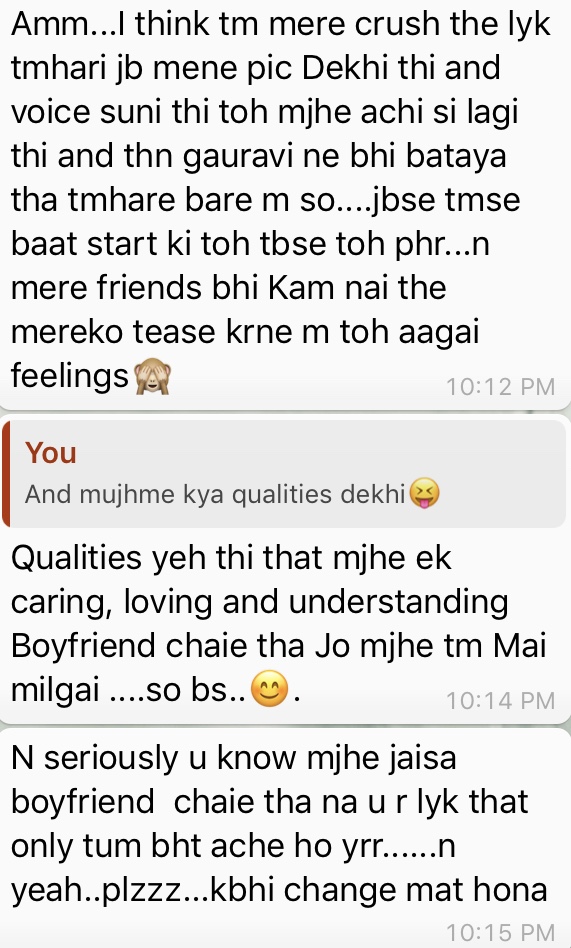 Amm...I think tm mere crush the lyk
tmhari jb mene pic Dekhi thi and
voice suni thi toh mjhe achi si lagi
thi and thn gauravi ne bhi bataya
tha tmhare bare m so....jbse tmse
baat start ki toh tbse toh phr...n
mere friends bhi Kam nai the
mereko tease krne m toh aagai
feelings🙈
10:12 PM
You
And mujhme kya qualities dekhi😝
Qualities yeh thi that mjhe ek
caring, loving and understanding
Boyfriend chaie tha Jo mjhe tm Mai
milgai ....so bs..😊.
10:14 PM
N seriously u know mjhe jaisa
boyfriend  chaie tha na u r lyk that
only tum bht ache ho yrr......n
yeah..plzzz...kbhi change mat hona
10:15 PM